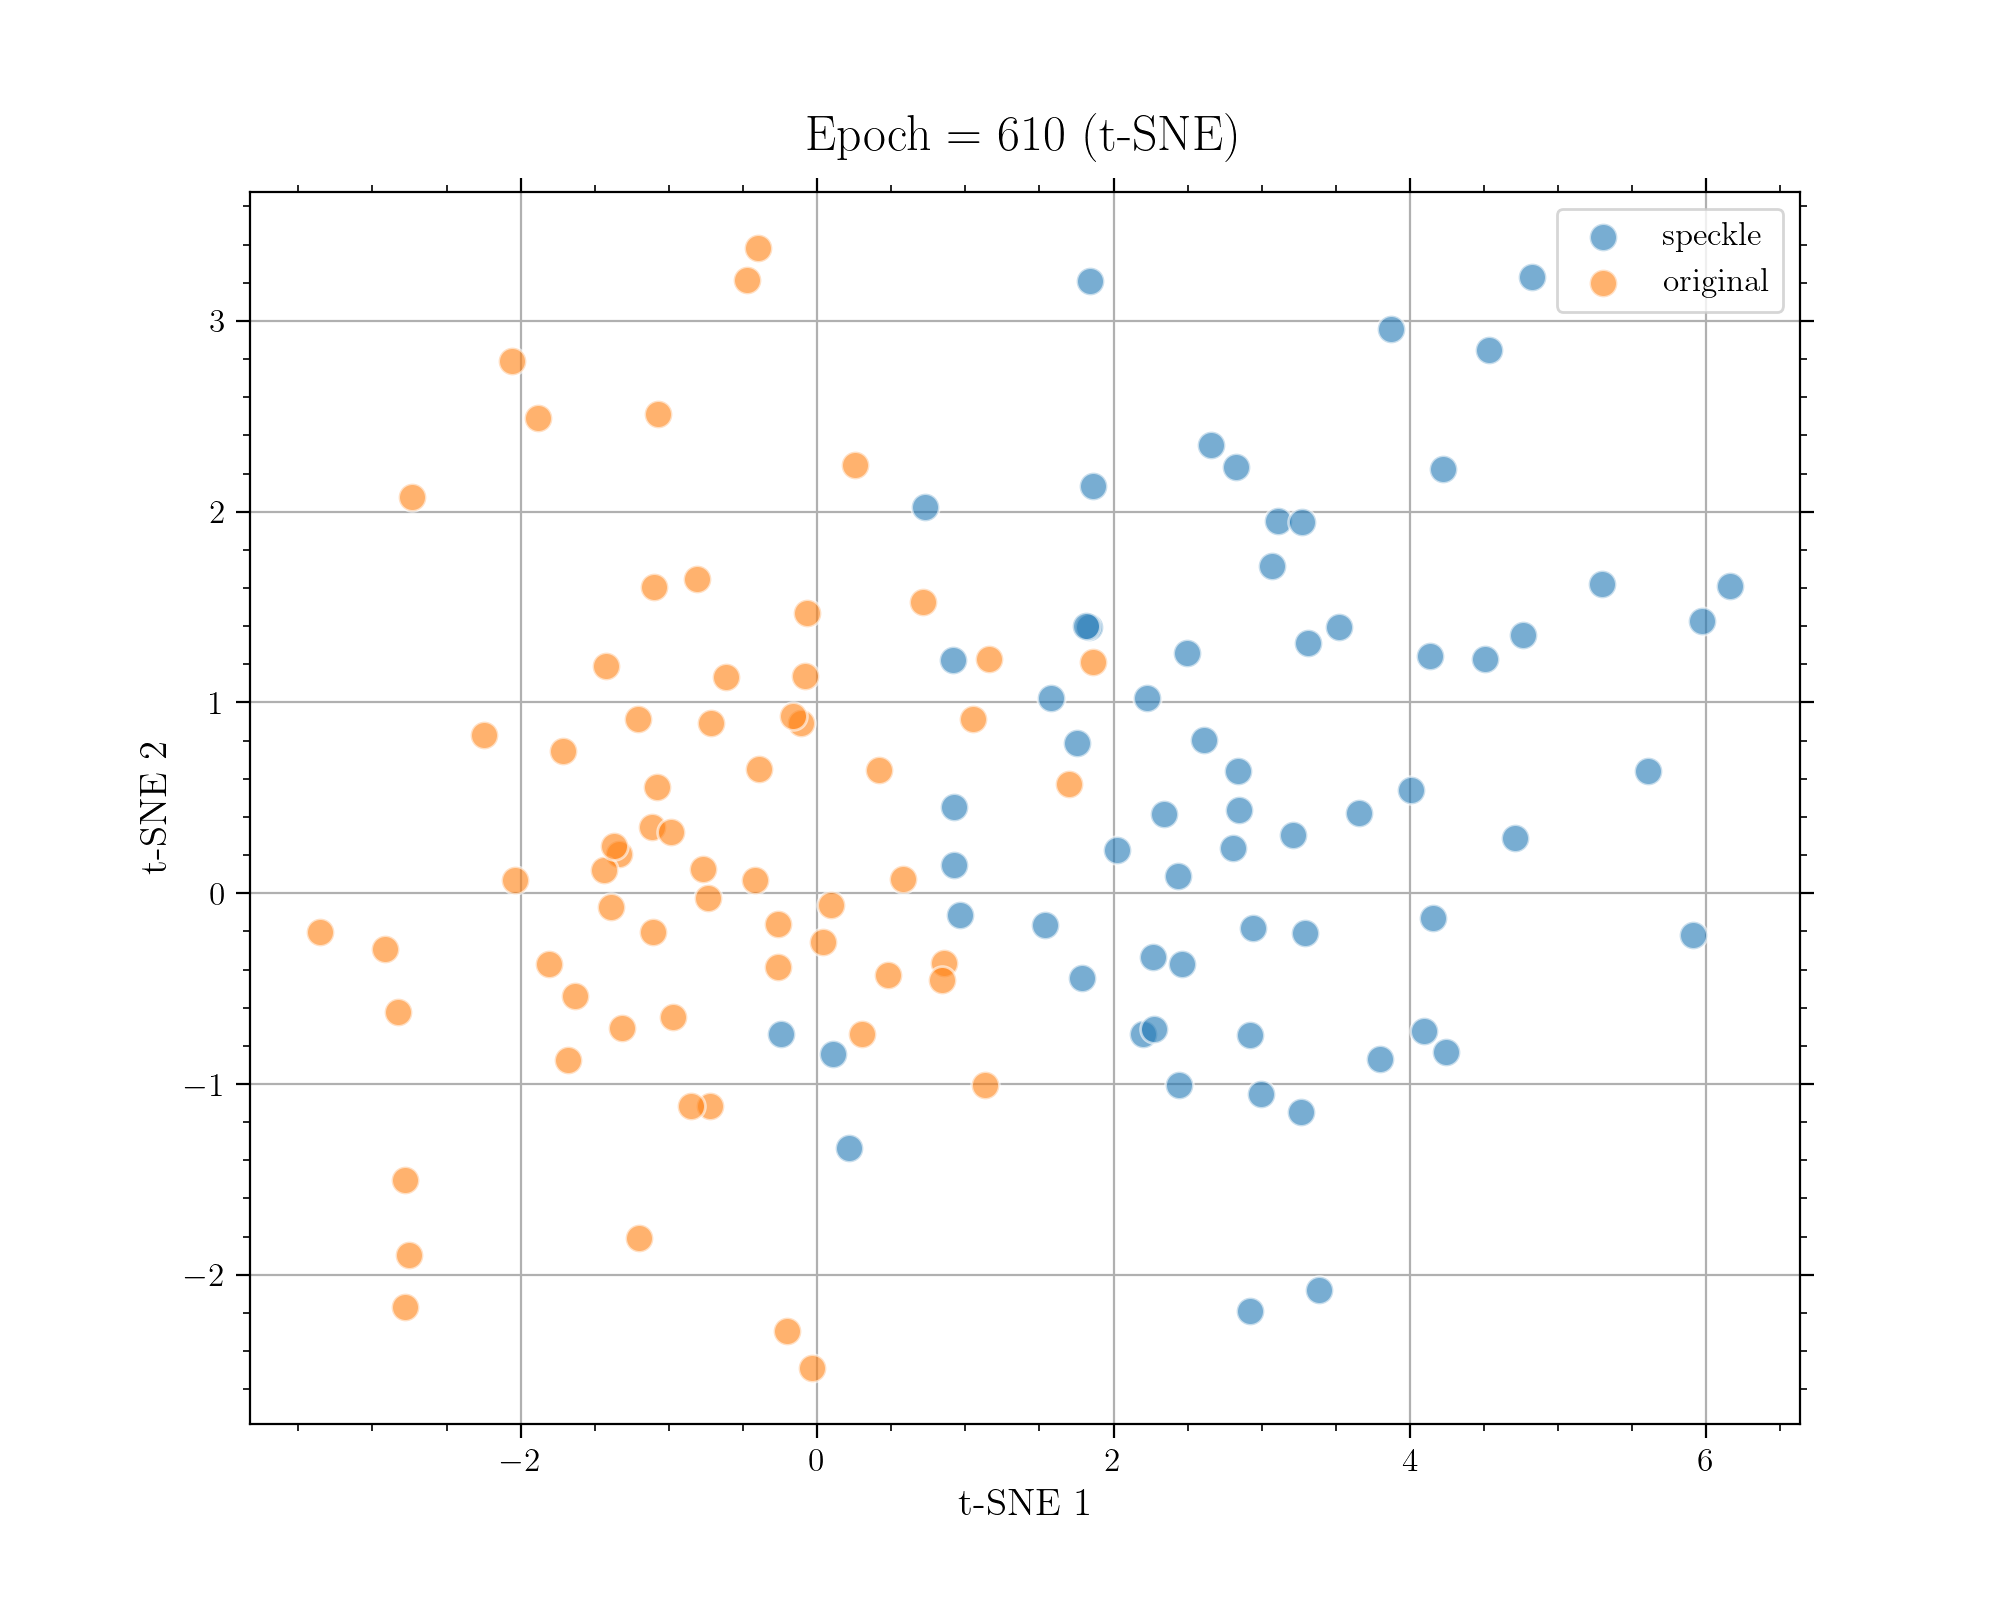 Epoch = 610 (t-SNE)
speckle
original
3
2
1
0
−1
−2
t-SNE 2
−2
0
2
4
6
t-SNE 1